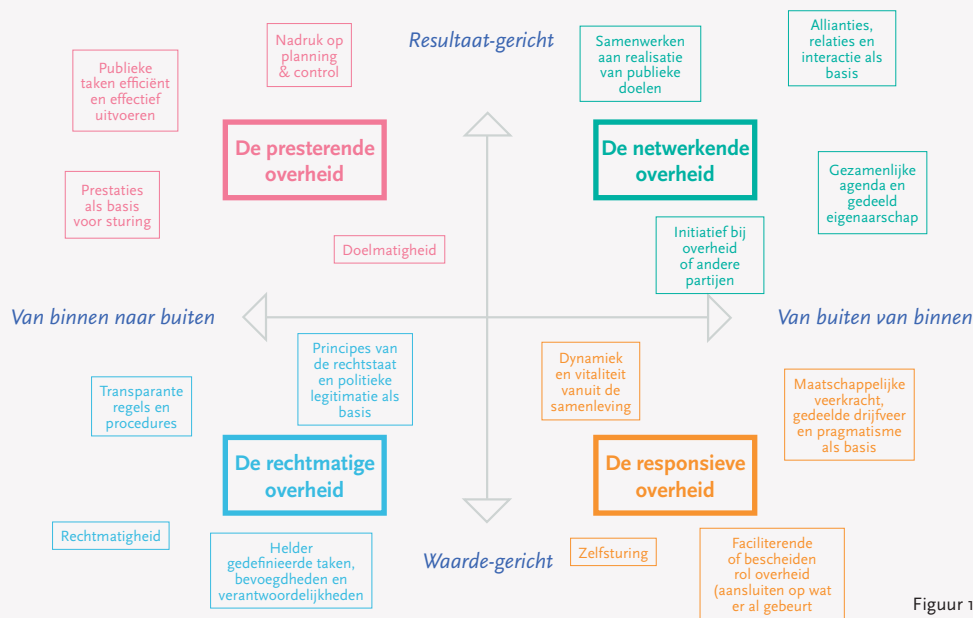 Resultaat-gericht
Nadruk op
planning
& control
Publieke
taken efficiënt
en effectief
uitvoeren
De presterende
overheid
Prestaties
als basis
voor sturing
Doelmatigheid
Samenwerken
aan realisatie
van publieke
doelen
Allianties,
relaties en
interactie als
basis
De netwerkende
overheid
Gezamenlijke
agenda en
gedeeld
eigenaarschap
Initiatief bij
overheid
of andere
partijen
Van binnen naar buiten
Van buiten van binnen
Principes van
de rechtstaat
en politieke
legitimatie als
basis
Transparante
regels en
procedures
De rechtmatige
overheid
Rechtmatigheid
Helder
gedefinieerde taken,
bevoegdheden en
verantwoordelijkheden
Dynamiek
en vitaliteit
vanuit de
samenleving
Maatschappelijke
veerkracht,
gedeelde drijfveer
en pragmatisme
als basis
De responsieve
overheid
Zelfsturing
Faciliterende
of bescheiden
rol overheid
(aansluiten op wat
er al gebeurt
Waarde-gericht
Figuur 1